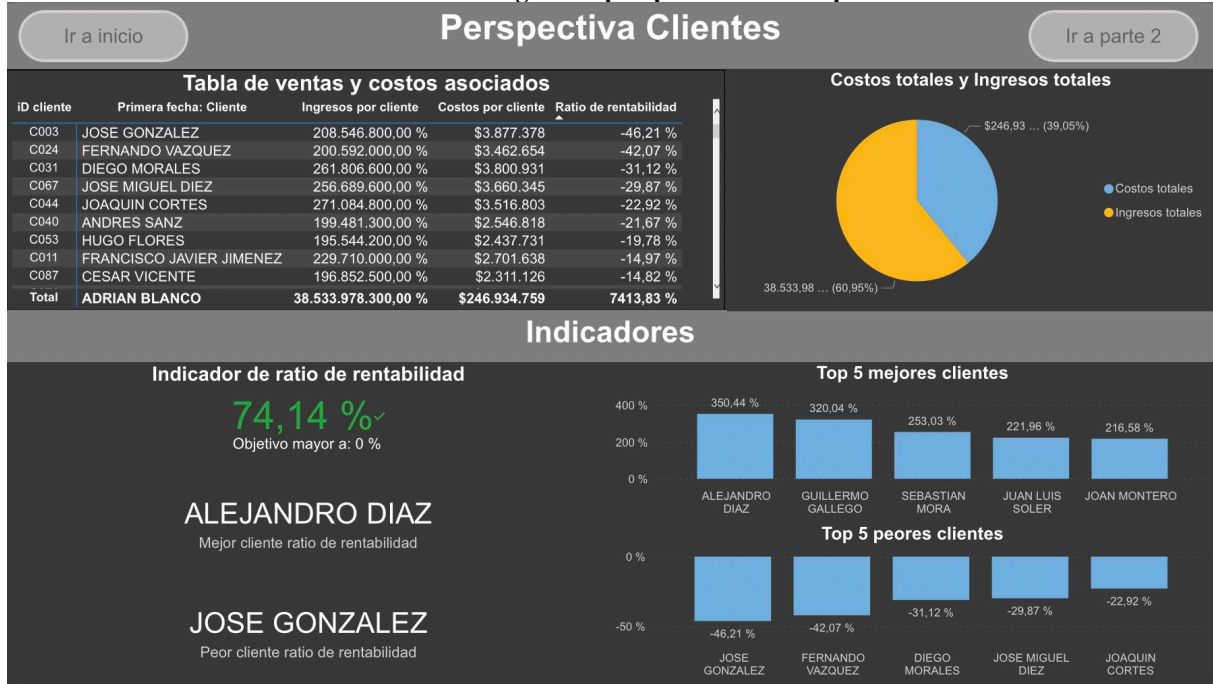 Ir a inicio
Perspectiva Clientes
Ir a parte 2
Tabla de ventas y costos asociados
iD cliente Primera fecha: Cliente Ingresos por cliente Costos por cliente Ratio de rentabilidad
C003 JOSE GONZALEZ 208.546.800,00 % $3.877.378 -46,21 %
C024 FERNANDO VAZQUEZ 200.592.000,00 % $3.462.654 -42,07 %
C031 DIEGO MORALES 261.806.600,00 % $3.800.931 -31,12 %
C067 JOSE MIGUEL DIEZ 256.689.600,00 % $3.660.345 -29,87 %
C044 JOAQUIN CORTES 271.084.800,00 % $3.516.803 -22,92 %
C040 ANDRES SANZ 199.481.300,00 % $2.546.818 -21,67 %
C053 HUGO FLORES 195.544.200,00 % $2.437.731 -19,78 %
C011 FRANCISCO JAVIER JIMENEZ 229.710.000,00 % $2.701.638 -14,97 %
C087 CESAR VICENTE 196.852.500,00 % $2.311.126 -14,82 %
Total ADRIAN BLANCO 38.533.978.300,00 % $246.934.759 7413,83 %
Costos totales y Ingresos totales
$246,93 ... (39,05%)
Costos totales
Ingresos totales
38.533,98 ... (60,95%)
Indicadores
Indicador de ratio de rentabilidad
74,14 %
Objetivo mayor a: 0 %
ALEJANDRO DIAZ
Mejor cliente ratio de rentabilidad
JOSE GONZALEZ
Peor cliente ratio de rentabilidad
Top 5 mejores clientes
400 %
200 %
0 %
350,44 % 320,04 % 253,03 % 221,96 % 216,58 %
ALEJANDRO GUILLERMO SEBASTIAN JUAN LUIS JOAN MONTERO
DIAZ GALLEGO MORA SOLER
Top 5 peores clientes
0 %
-50 %
-46,21 % -42,07 % -31,12 % -29,87 % -22,92 %
JOSE FERNANDO DIEGO JOSE MIGUEL JOAQUIN
GONZALEZ VAZQUEZ MORALES DIEZ CORTES